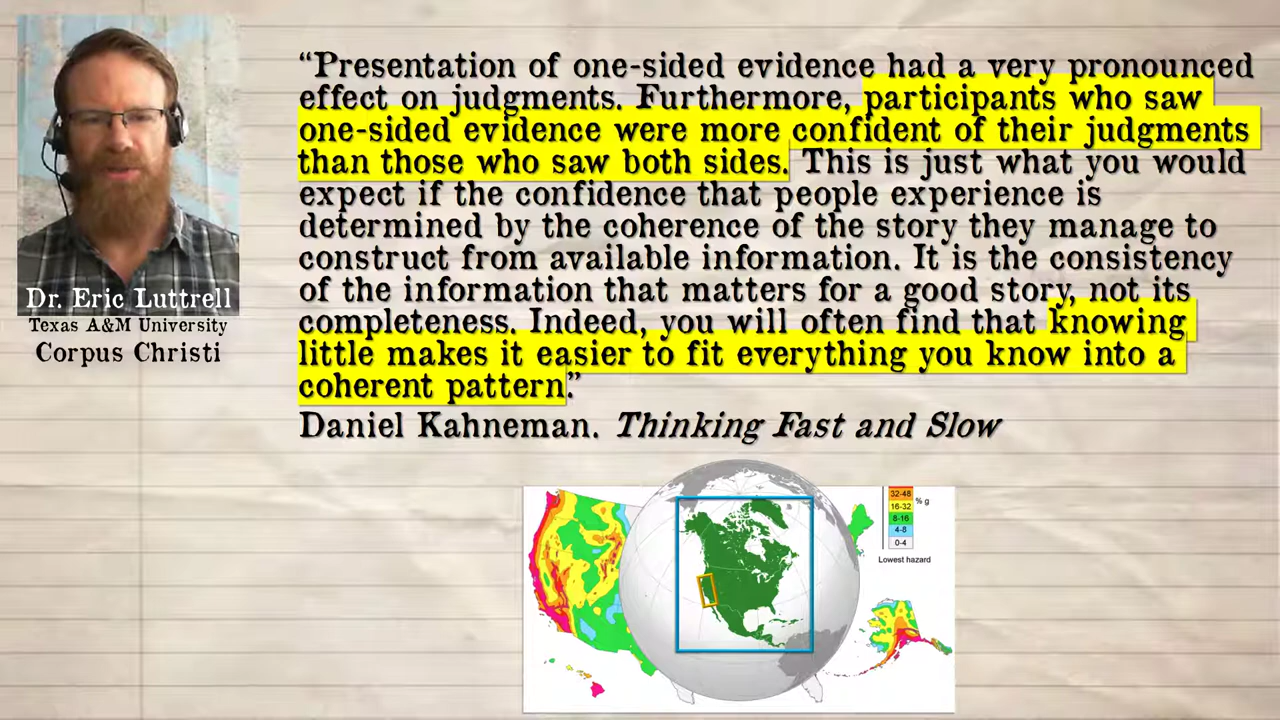 Dr. Eric Luttrell
Texas A&M University
Corpus Christi
“Presentation of one-sided evidence had a very pronounced
effect on judgments. Furthermore, participants who saw
one-sided evidence were more confident of their judgments
than those who saw both sides. This is just what you would
expect if the confidence that people experience is
determined by the coherence of the story they manage to
construct from available information. It is the consistency
of the information that matters for a good story, not its
completeness. Indeed, you will often find that knowing
little makes it easier to fit everything you know into a
coherent pattern.”
Daniel Kahneman. Thinking Fast and Slow
32-48
16-32
8-16
4-8
0-4
% g
Lowest hazard